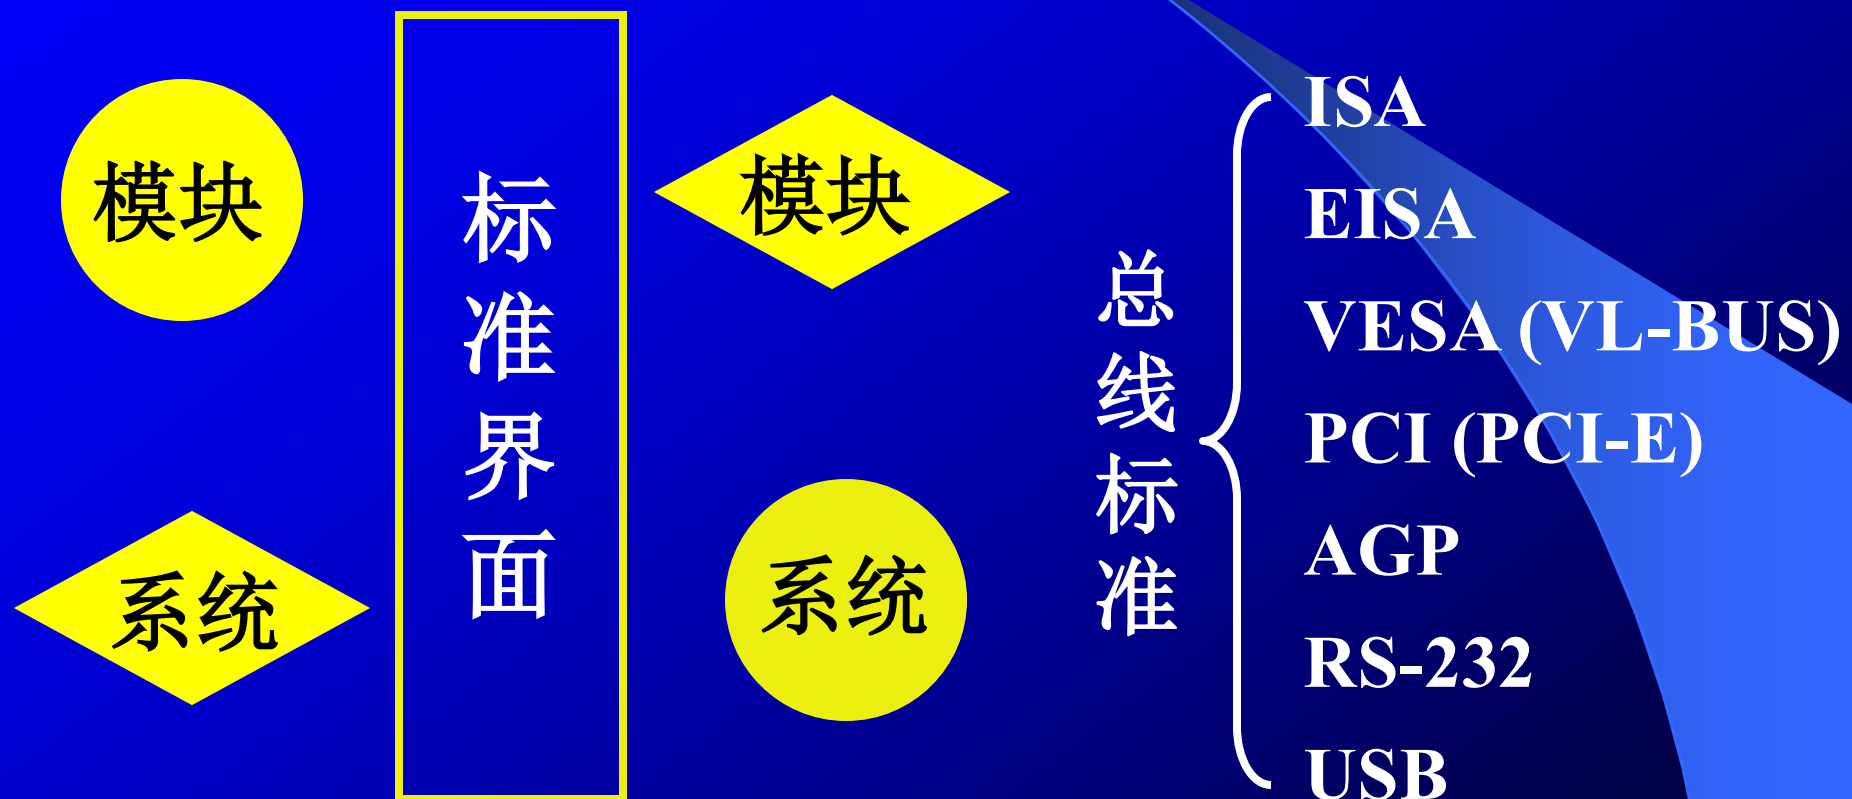 模块
标准界面
模块
系统
系统
总线标准
ISA
EISA
VESA (VL-BUS)
PCI (PCI-E)
AGP
RS-232
USB